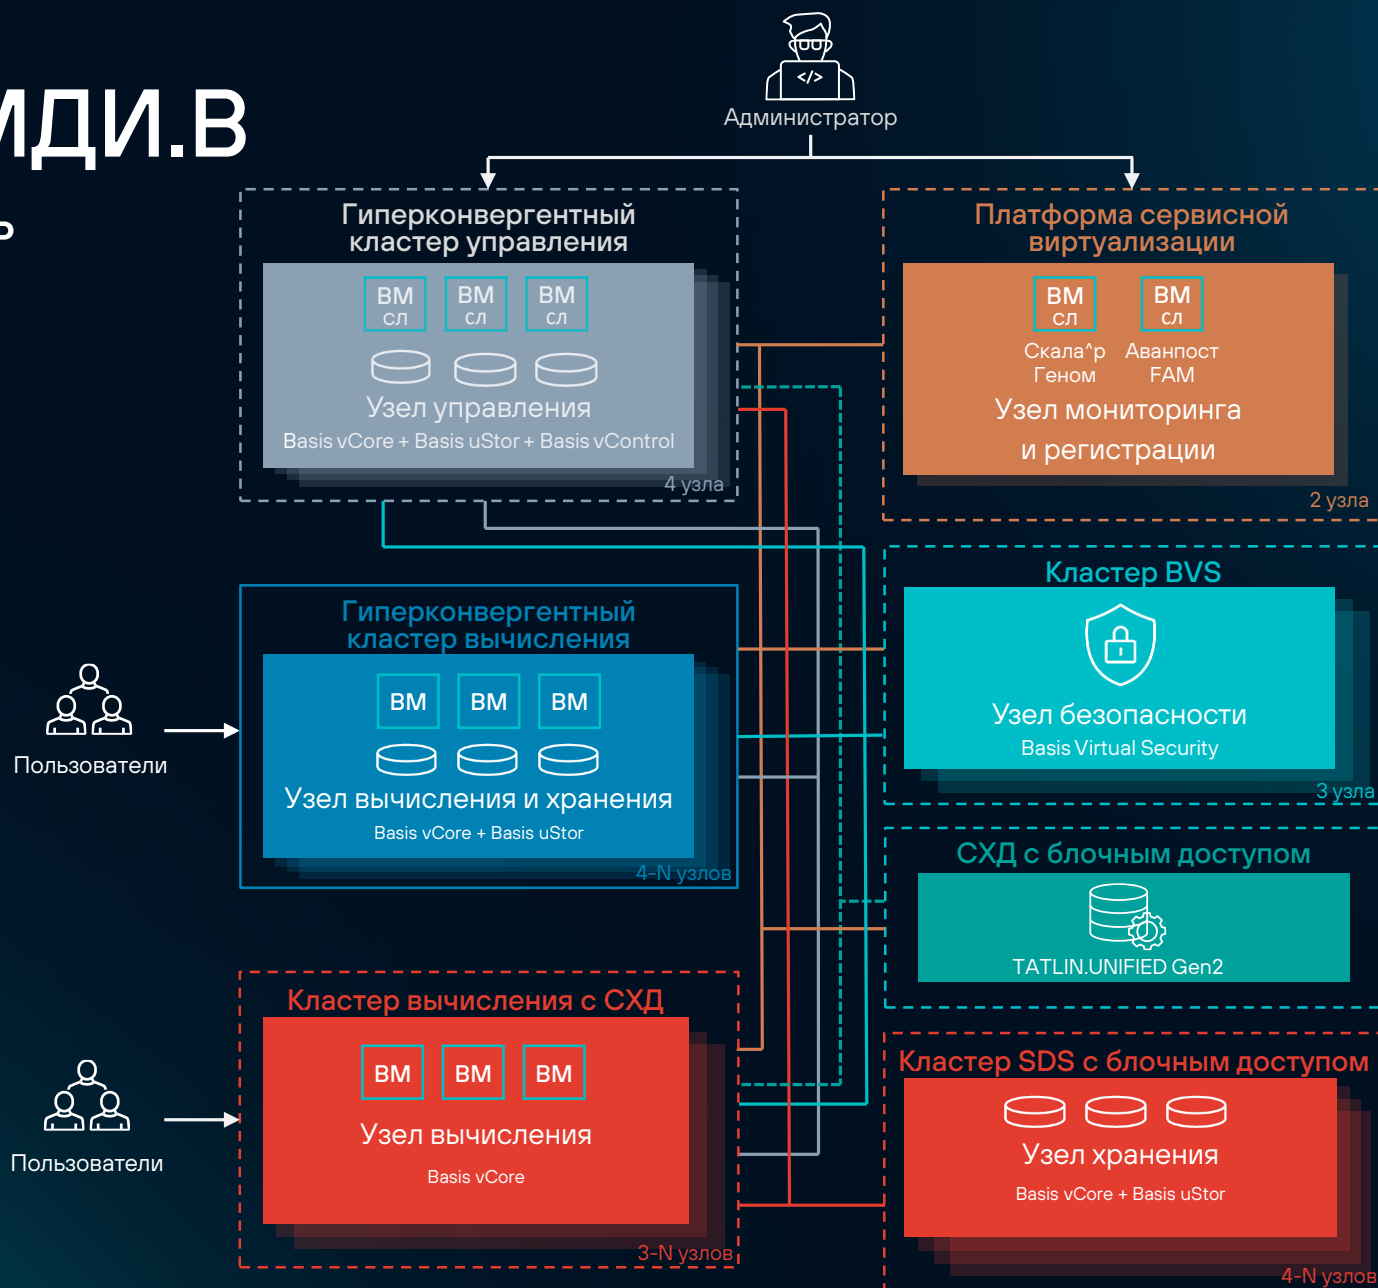 МДИ.В
Ь
</>
Администратор
Гиперконвергентный
кластер управления
ВМ
сл
ВМ
сл
ВМ
сл
Узел управления
Basis vCore + Basis uStor + Basis vControl
4 узла
Платформа сервисной
виртуализации
ВМ
сл
ВМ
сл
Скала^р
Геном
Аванпост
FAM
Узел мониторинга
и регистрации
2 узла
Гиперконвергентный
кластер вычисления
ВМ
ВМ
ВМ
Узел вычисления и хранения
Basis vCore + Basis uStor
4-N узлов
Пользователи
Кластер BVS
Узел безопасности
Basis Virtual Security
3 узла
СХД с блочным доступом
TATLIN.UNIFIED Gen2
Кластер вычисления с СХД
ВМ
ВМ
ВМ
Узел вычисления
Basis vCore
3-N узлов
Пользователи
Кластер SDS с блочным доступом
Узел хранения
Basis vCore + Basis uStor
4-N узлов